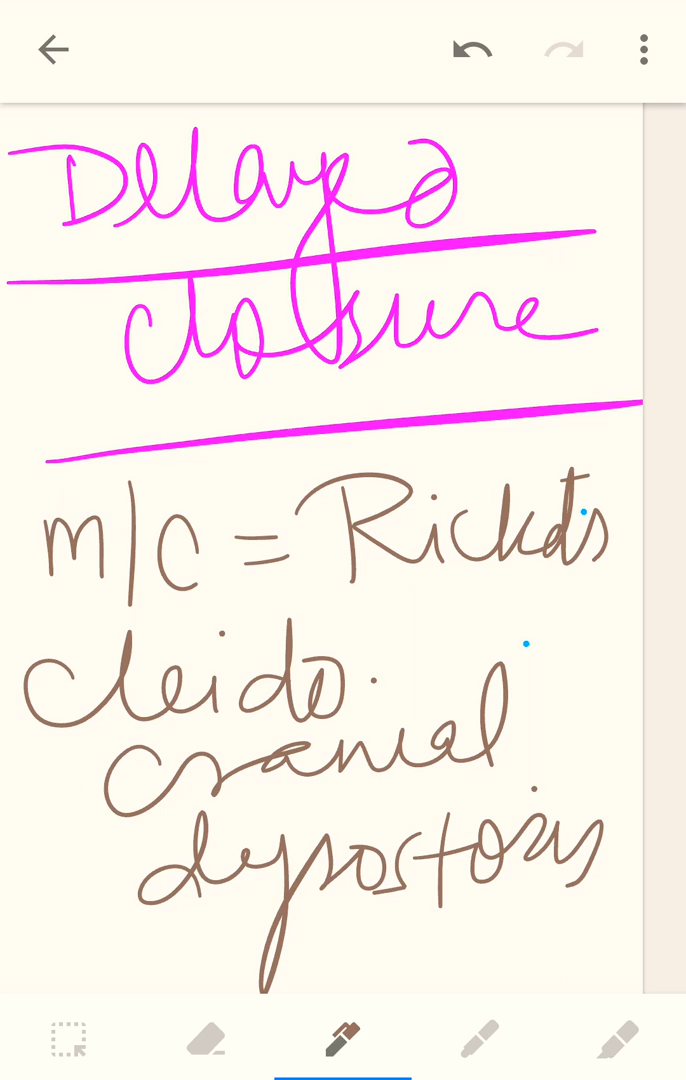 Delayed
closure
m/c = Rickets
cleido.
cranial
dysostosis